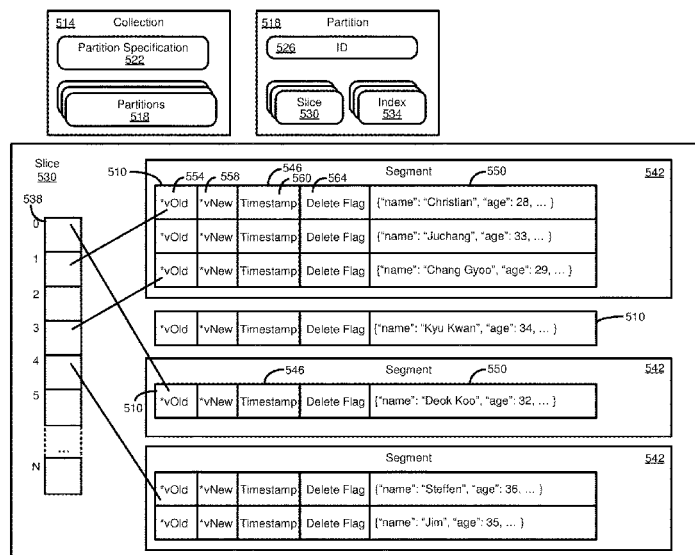 514 Collection
Partition Specification
522
Partitions
518
518 Partition
526 ID
Slice
530
Index
534
Slice
530
538
0
1
2
3
4
5
...
N
510 554 558 546 560 564 Segment 550 542
*vOld *vNew Timestamp Delete Flag {"name": "Christian", "age": 28, ... }
*vOld *vNew Timestamp Delete Flag {"name": "Juchang", "age": 33, ... }
*vOld *vNew Timestamp Delete Flag {"name": "Chang Gyoo", "age": 29, ... }
*vOld *vNew Timestamp Delete Flag {"name": "Kyu Kwan", "age": 34, ... } 510
546 Segment 550 542
510 *vOld *vNew Timestamp Delete Flag {"name": "Deok Koo", "age": 32, ... }
Segment 542
*vOld *vNew Timestamp Delete Flag {"name": "Steffen", "age": 36, ... }
*vOld *vNew Timestamp Delete Flag {"name": "Jim", "age": 35, ... }